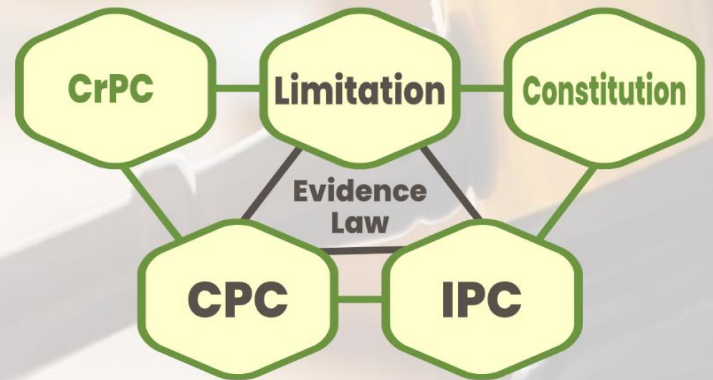 CrPC
Limitation
Constitution
Evidence
Law
CPC
IPC